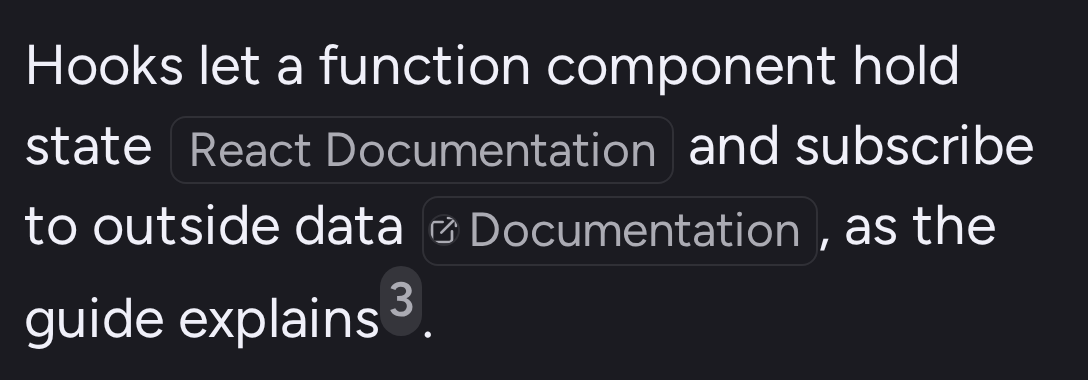 Hooks let a function component hold
state React Documentation and subscribe
to outside data Documentation, as the
guide explains3.